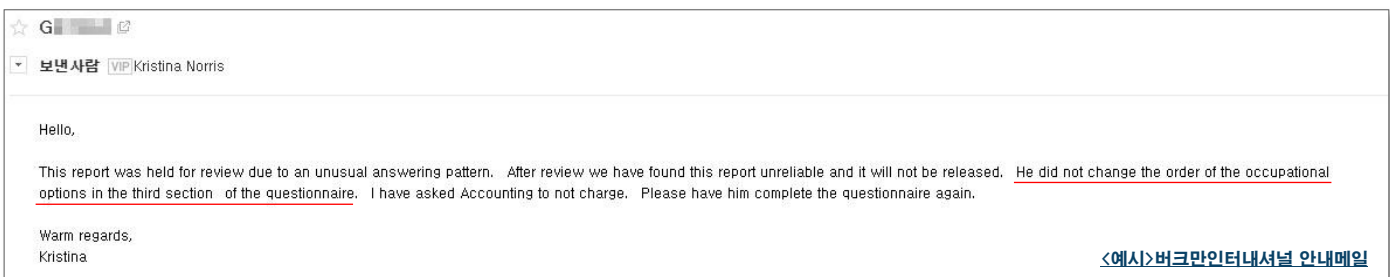 G
보낸사람 VIP Kristina Norris
Hello,
This report was held for review due to an unusual answering pattern. After review we have found this report unreliable and it will not be released. He did not change the order of the occupational
options in the third section of the questionnaire. I have asked Accounting to not charge. Please have him complete the questionnaire again.
Warm regards,
Kristina
<예시>버크만인터내셔널 안내메일